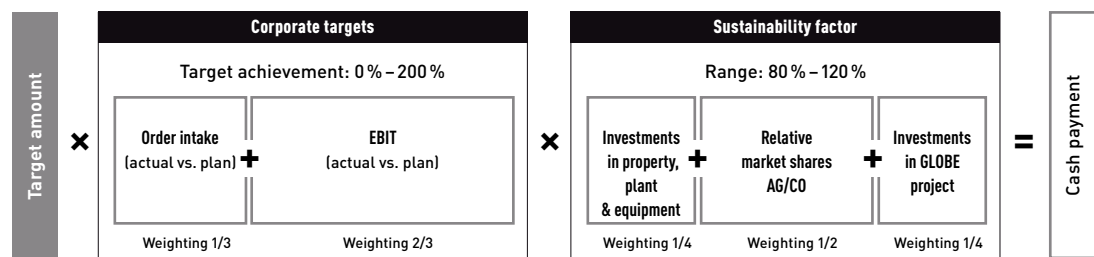 Target amount
×
Corporate targets
Target achievement: 0 % – 200 %
Order intake
(actual vs. plan)
+
EBIT
(actual vs. plan)
Weighting 1/3
Weighting 2/3
×
Sustainability factor
Range: 80 % – 120 %
Investments
in property,
plant
& equipment
+
Relative
market shares
AG/CO
+
Investments
in GLOBE
project
Weighting 1/4
Weighting 1/2
Weighting 1/4
=
Cash payment